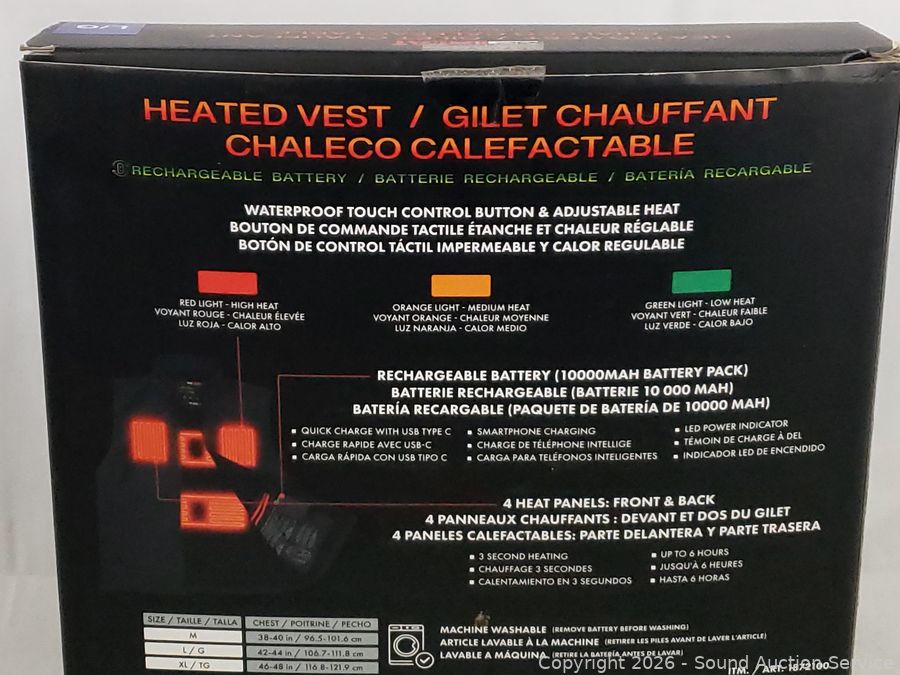 L/G
HEATED VEST / GILET CHAUFFANT
CHALECO CALEFACTABLE
RECHARGEABLE BATTERY / BATTERIE RECHARGEABLE / BATERÍA RECARGABLE
WATERPROOF TOUCH CONTROL BUTTON & ADJUSTABLE HEAT
BOUTON DE COMMANDE TACTILE ÉTANCHE ET CHALEUR RÉGLABLE
BOTÓN DE CONTROL TÁCTIL IMPERMEABLE Y CALOR REGULABLE
RED LIGHT - HIGH HEAT
VOYANT ROUGE - CHALEUR ÉLEVÉE
LUZ ROJA - CALOR ALTO
ORANGE LIGHT - MEDIUM HEAT
VOYANT ORANGE - CHALEUR MOYENNE
LUZ NARANJA - CALOR MEDIO
GREEN LIGHT - LOW HEAT
VOYANT VERT - CHALEUR FAIBLE
LUZ VERDE - CALOR BAJO
RECHARGEABLE BATTERY (10000MAH BATTERY PACK)
BATTERIE RECHARGEABLE (BATTERIE 10 000 MAH)
BATERÍA RECARGABLE (PAQUETE DE BATERÍA DE 10000 MAH)
▪ QUICK CHARGE WITH USB TYPE C
▪ CHARGE RAPIDE AVEC USB-C
▪ CARGA RÁPIDA CON USB TIPO C
▪ SMARTPHONE CHARGING
▪ CHARGE DE TÉLÉPHONE INTELLIGE
▪ CARGA PARA TELÉFONOS INTELIGENTES
▪ LED POWER INDICATOR
▪ TÉMOIN DE CHARGE À DEL
▪ INDICADOR LED DE ENCENDIDO
4 HEAT PANELS: FRONT & BACK
4 PANNEAUX CHAUFFANTS : DEVANT ET DOS DU GILET
4 PANELES CALEFACTABLES: PARTE DELANTERA Y PARTE TRASERA
▪ 3 SECOND HEATING
▪ CHAUFFAGE 3 SECONDES
▪ CALENTAMIENTO EN 3 SEGUNDOS
▪ UP TO 6 HOURS
▪ JUSQU'À 6 HEURES
▪ HASTA 6 HORAS
SIZE / TAILLE / TALLA CHEST / POITRINE / PECHO
M 38-40 in / 96.5-101.6 cm
L / G 42-44 in / 106.7-111.8 cm
XL / TG 46-48 in / 116.8-121.9 cm
MACHINE WASHABLE (REMOVE BATTERY BEFORE WASHING)
ARTICLE LAVABLE À LA MACHINE (RETIRER LES PILES AVANT DE LAVER L'ARTICLE)
LAVABLE A MÁQUINA (RETIRE LA BATERÍA ANTES DE LAVAR)
ITM. / ART. 1872100
Copyright 2026 - Sound Auction Service